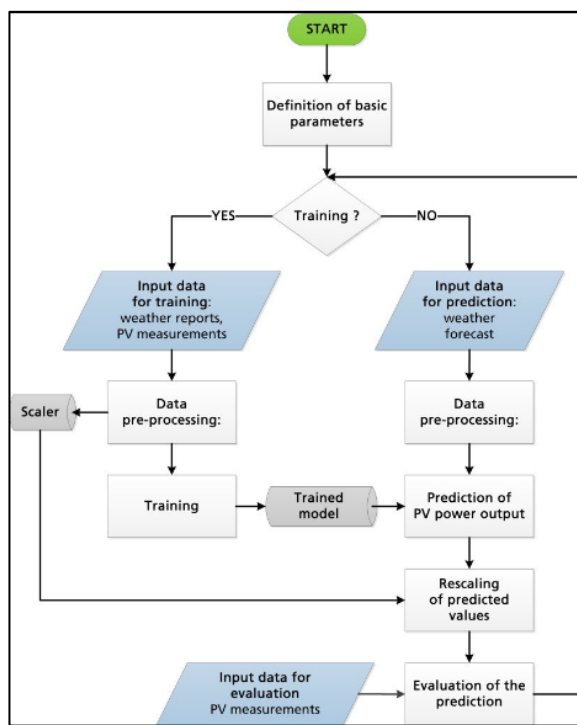 START
Definition of basic
parameters
Training ?
YES
NO
Input data
for training:
weather reports,
PV measurements
Input data
for prediction:
weather
forecast
Scaler
Data
pre-processing:
Data
pre-processing:
Training
Trained
model
Prediction of
PV power output
Rescaling
of predicted
values
Input data for
evaluation
PV measurements
Evaluation of the
prediction